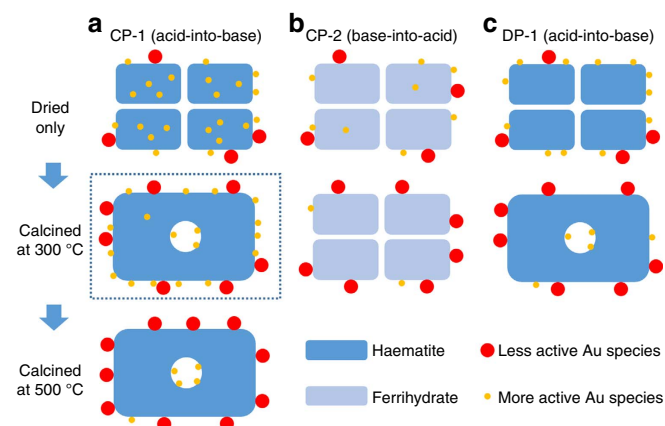 a CP-1 (acid-into-base)
b CP-2 (base-into-acid)
c DP-1 (acid-into-base)
Dried
only
Calcined
at 300 °C
Calcined
at 500 °C
Haematite
Less active Au species
Ferrihydrate
More active Au species